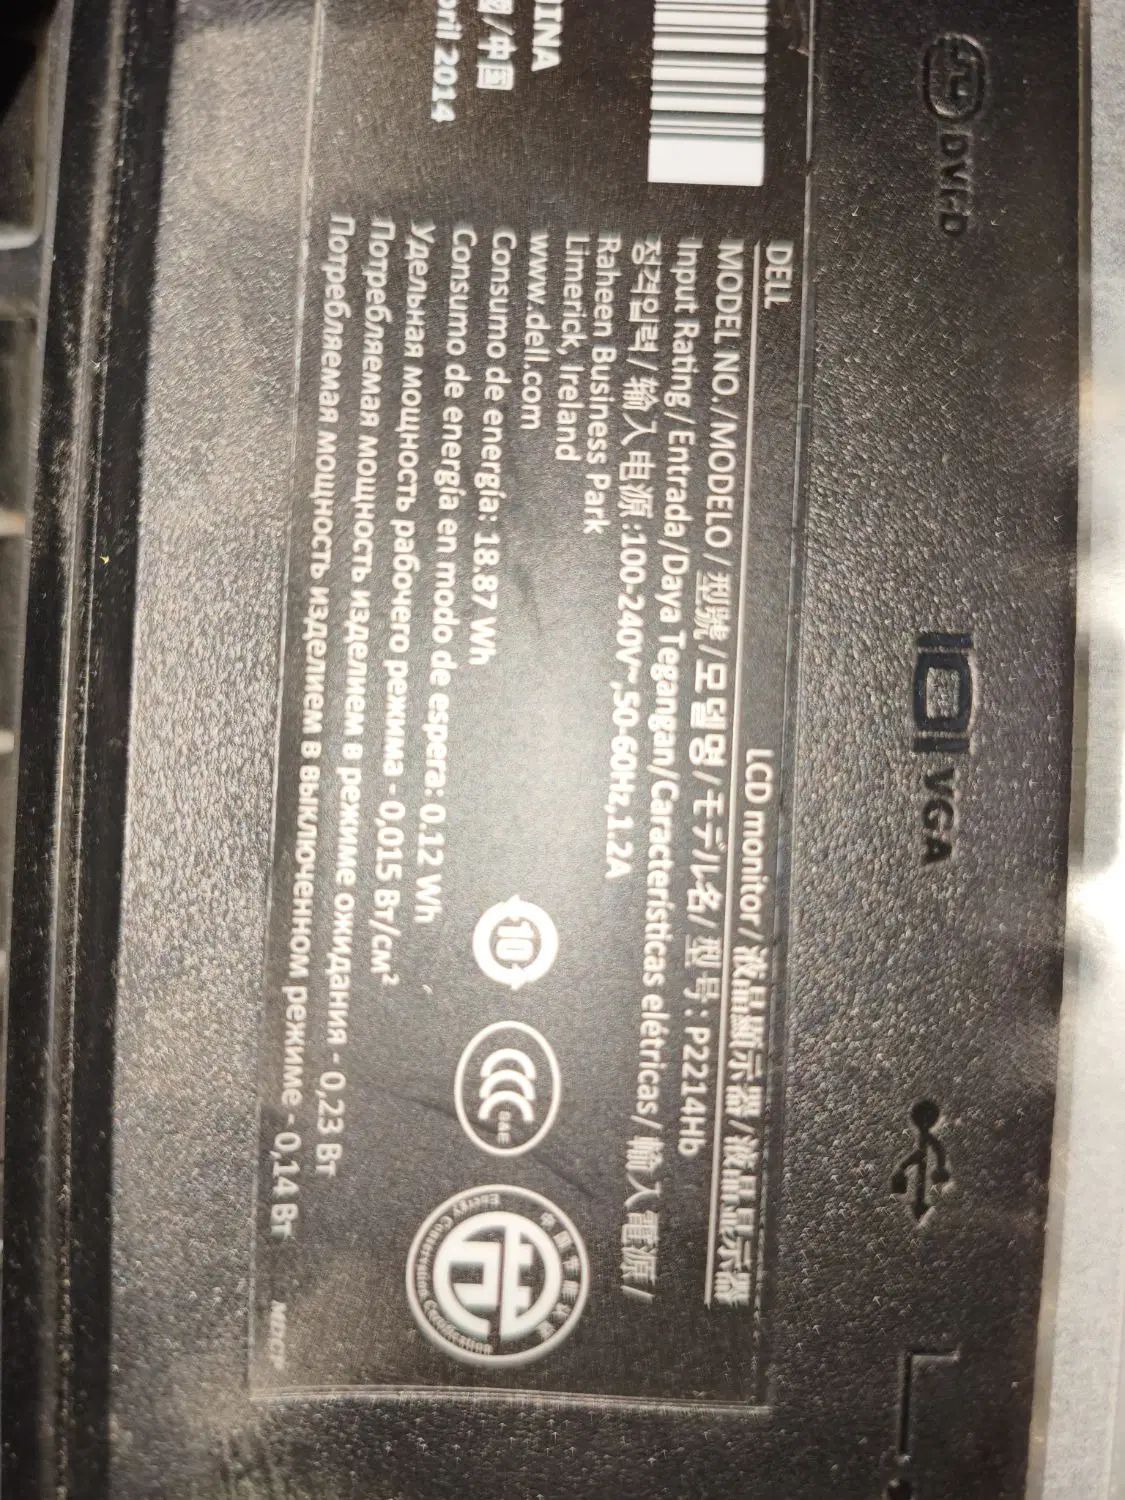 DVI-D
VGA
2014
DELL
LCD monitor / 液晶顯示器 / 液晶显示器
MODEL NO. / MODELO / 型號 / 모델명 / モデル名 / 型号 : P2214Hb
Input Rating / Entrada / Daya Tegangan / Características elétricas / 輸入電源 /
정격입력 / 输入电源 :100-240V~,50-60Hz,1.2A
Raheen Business Park
Limerick, Ireland
www.dell.com
Consumo de energía: 18.87 Wh
Consumo de energía en modo de espera: 0.12 Wh
Удельная мощность рабочего режима - 0,015 Вт/см²
Потребляемая мощность изделием в режиме ожидания - 0,23 Вт
Потребляемая мощность изделием в выключенном режиме - 0,14 Вт
10
CCC
Energy Conservation Certification